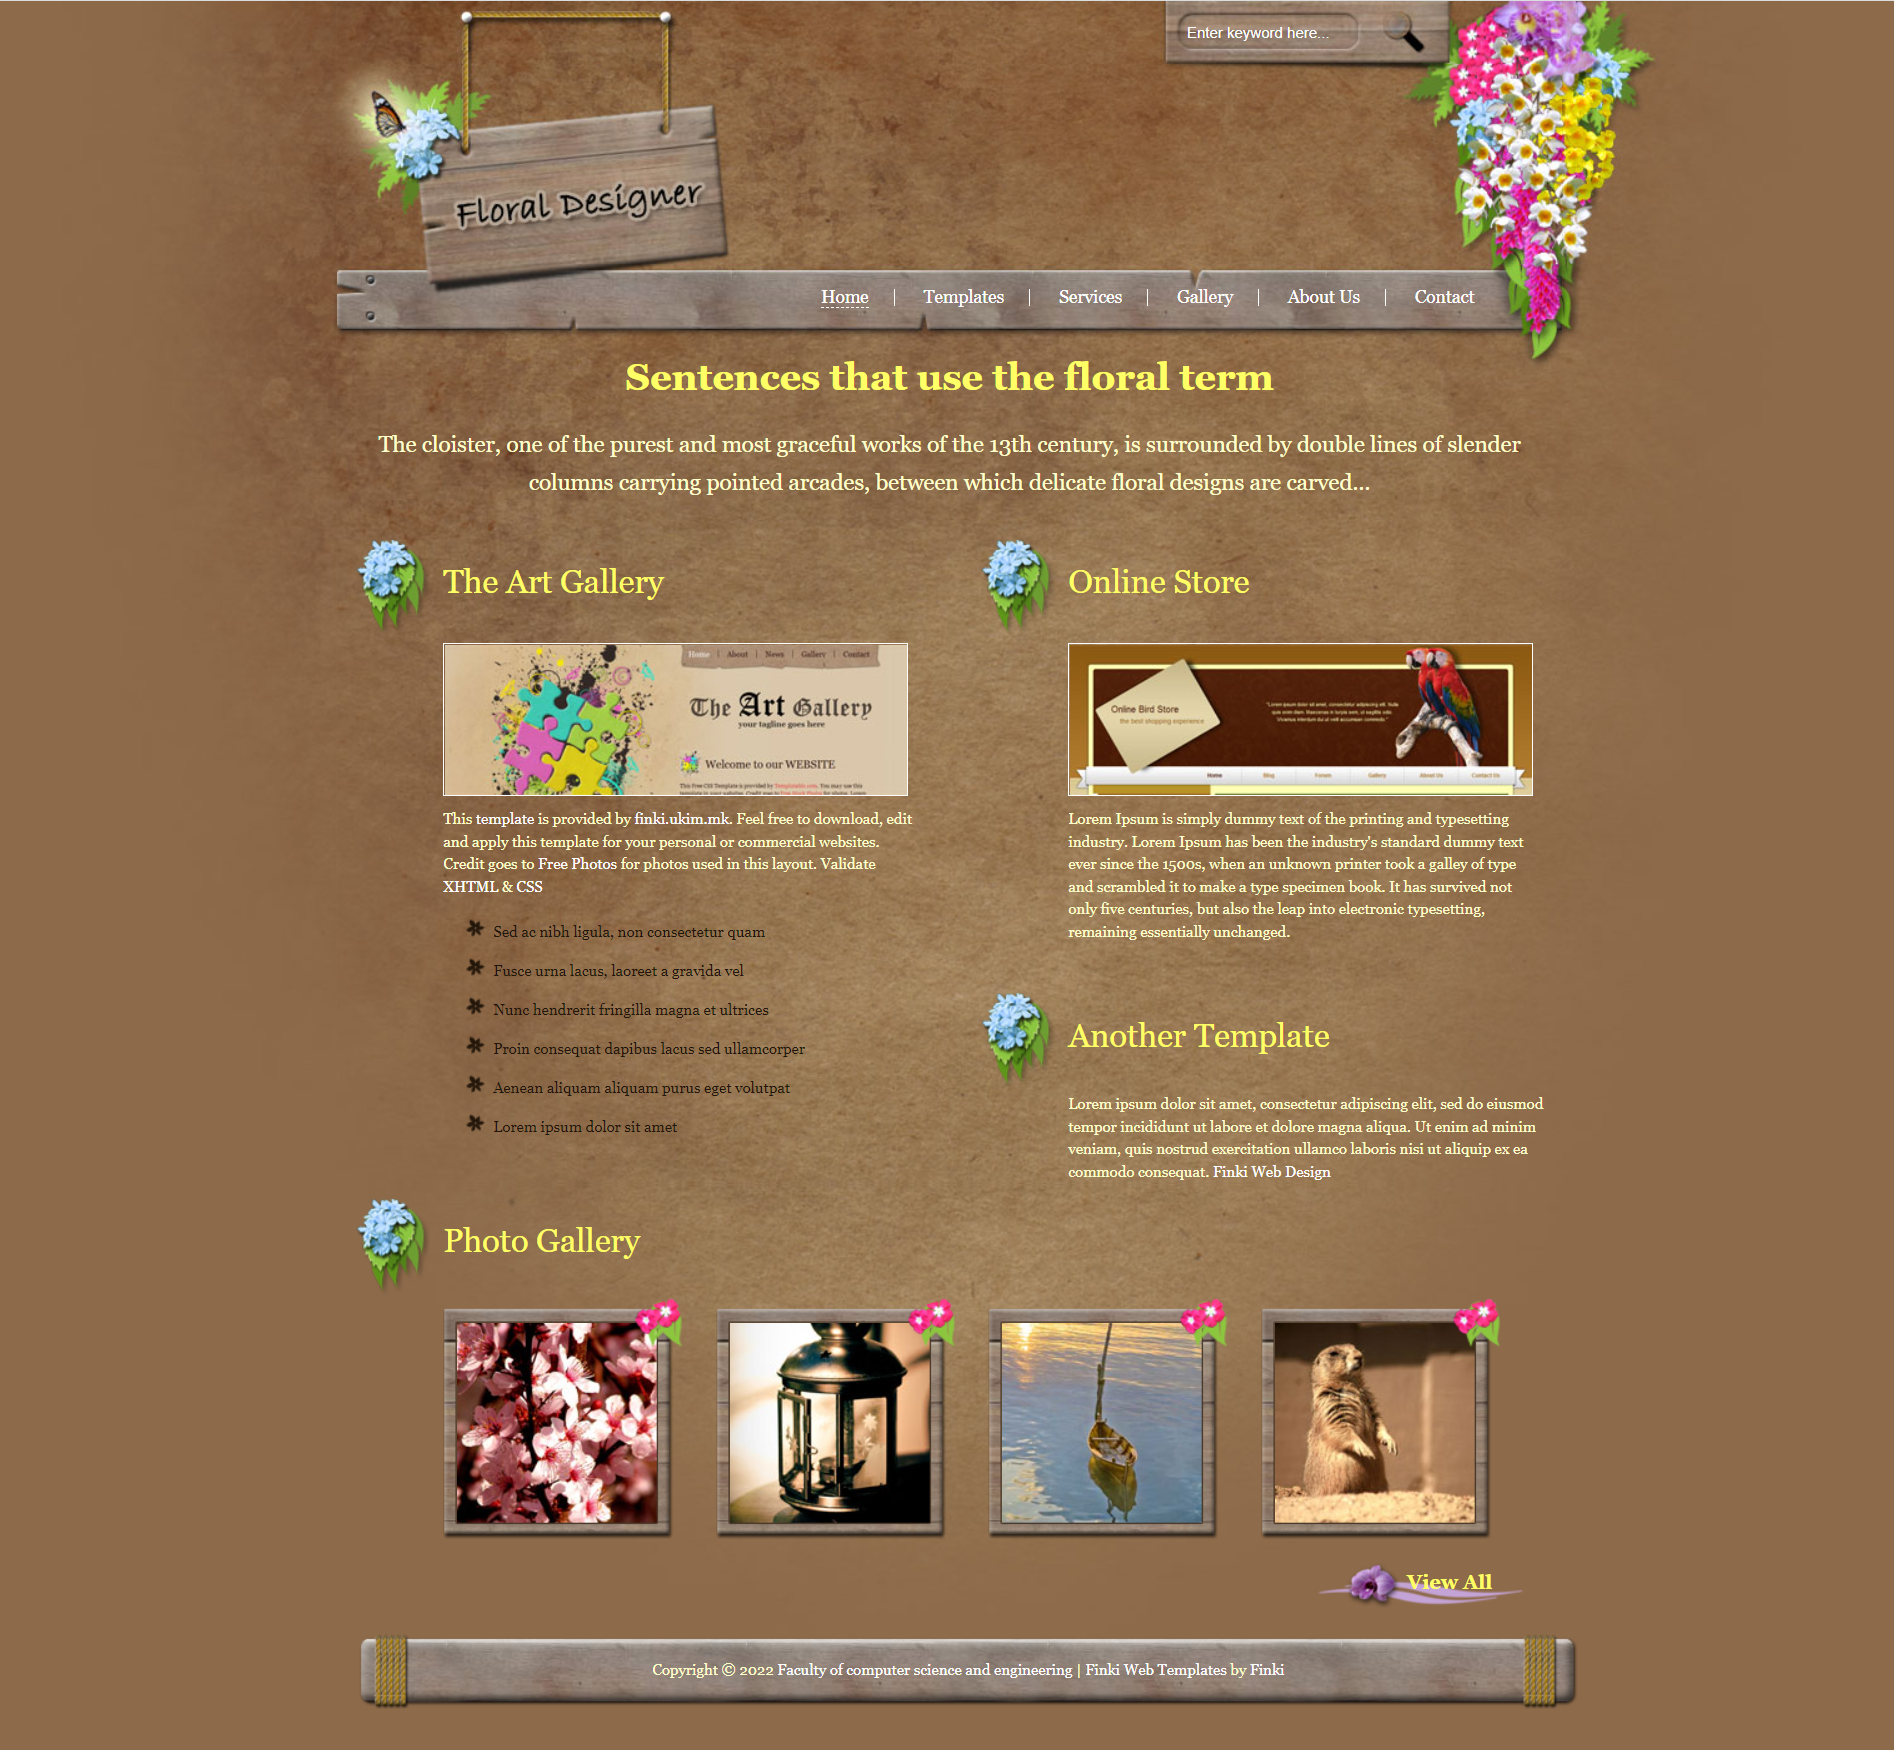 Enter keyword here...
Floral Designer
Home
Templates
Services
Gallery
About Us
Contact
Sentences that use the floral term
The cloister, one of the purest and most graceful works of the 13th century, is surrounded by double lines of slender
columns carrying pointed arcades, between which delicate floral designs are carved...
The Art Gallery
Home | About | News | Gallery | Contact
The Art Gallery
your tagline goes here
Welcome to our WEBSITE
This template is provided by finki.ukim.mk. Feel free to download, edit
and apply this template for your personal or commercial websites.
Credit goes to Free Photos for photos used in this layout. Validate
XHTML & CSS
Sed ac nibh ligula, non consectetur quam
Fusce urna lacus, laoreet a gravida vel
Nunc hendrerit fringilla magna et ultrices
Proin consequat dapibus lacus sed ullamcorper
Aenean aliquam aliquam purus eget volutpat
Lorem ipsum dolor sit amet
Online Store
Online Bird Store
the best shopping experience
Home
Blog
Forum
Gallery
About Us
Contact Us
Lorem Ipsum is simply dummy text of the printing and typesetting
industry. Lorem Ipsum has been the industry's standard dummy text
ever since the 1500s, when an unknown printer took a galley of type
and scrambled it to make a type specimen book. It has survived not
only five centuries, but also the leap into electronic typesetting,
remaining essentially unchanged.
Another Template
Lorem ipsum dolor sit amet, consectetur adipiscing elit, sed do eiusmod
tempor incididunt ut labore et dolore magna aliqua. Ut enim ad minim
veniam, quis nostrud exercitation ullamco laboris nisi ut aliquip ex ea
commodo consequat. Finki Web Design
Photo Gallery
View All
Copyright © 2022 Faculty of computer science and engineering | Finki Web Templates by Finki